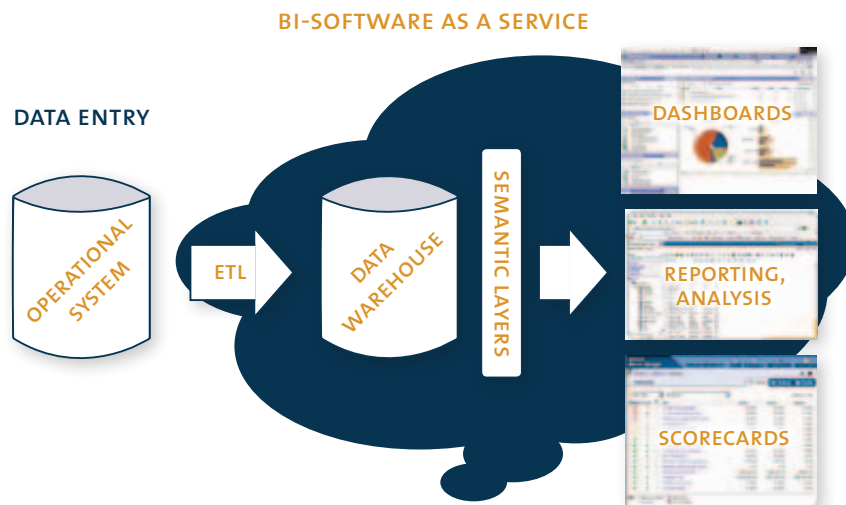 BI-SOFTWARE AS A SERVICE
DATA ENTRY
OPERATIONAL
SYSTEM
ETL
DATA
WAREHOUSE
SEMANTIC LAYERS
DASHBOARDS
REPORTING,
ANALYSIS
SCORECARDS